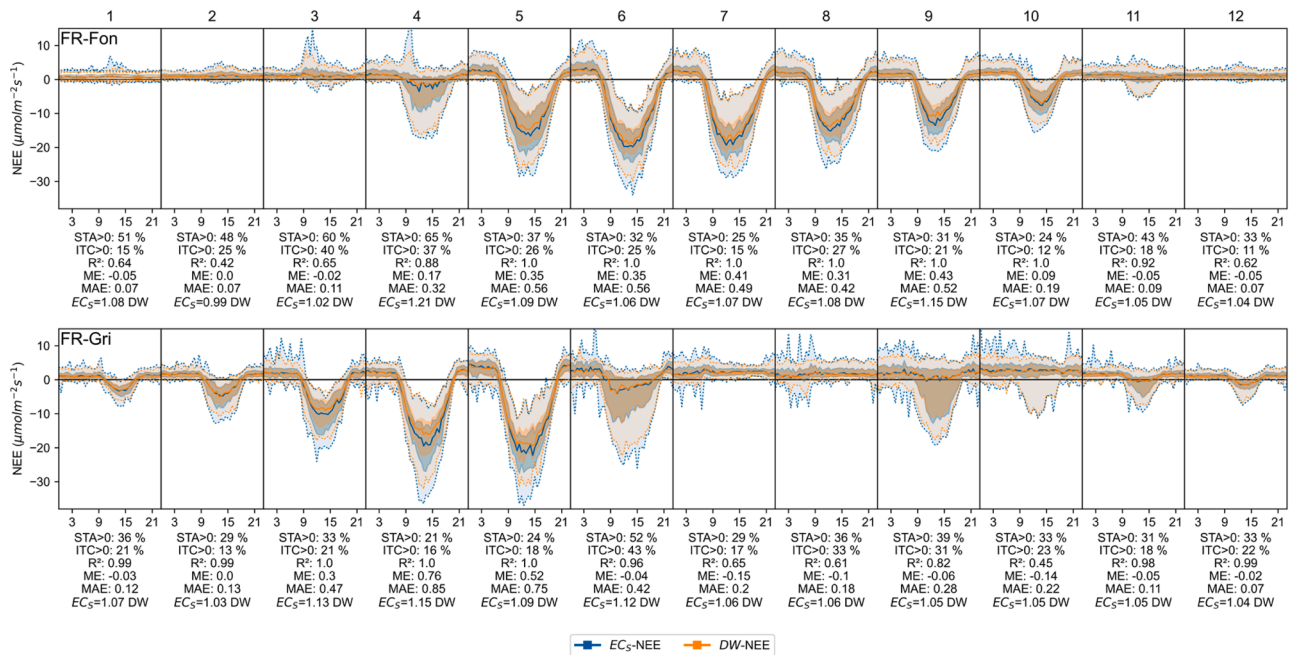 1 2 3 4 5 6 7 8 9 10 11 12
FR-Fon
10
0
−10
−20
−30
NEE (μmolm⁻²s⁻¹)
3 9 15 21 3 9 15 21 3 9 15 21 3 9 15 21 3 9 15 21 3 9 15 21 3 9 15 21 3 9 15 21 3 9 15 21 3 9 15 21 3 9 15 21 3 9 15 21
STA>0: 51 % STA>0: 48 % STA>0: 60 % STA>0: 65 % STA>0: 37 % STA>0: 32 % STA>0: 25 % STA>0: 35 % STA>0: 31 % STA>0: 24 % STA>0: 43 % STA>0: 33 %
ITC>0: 15 % ITC>0: 25 % ITC>0: 40 % ITC>0: 37 % ITC>0: 26 % ITC>0: 25 % ITC>0: 15 % ITC>0: 27 % ITC>0: 21 % ITC>0: 12 % ITC>0: 18 % ITC>0: 11 %
R²: 0.64 R²: 0.42 R²: 0.65 R²: 0.88 R²: 1.0 R²: 1.0 R²: 1.0 R²: 1.0 R²: 1.0 R²: 1.0 R²: 0.92 R²: 0.62
ME: -0.05 ME: 0.0 ME: -0.02 ME: 0.17 ME: 0.35 ME: 0.35 ME: 0.41 ME: 0.31 ME: 0.43 ME: 0.09 ME: -0.05 ME: -0.05
MAE: 0.07 MAE: 0.07 MAE: 0.11 MAE: 0.32 MAE: 0.56 MAE: 0.56 MAE: 0.49 MAE: 0.42 MAE: 0.52 MAE: 0.19 MAE: 0.09 MAE: 0.07
ECₛ=1.08 DW ECₛ=0.99 DW ECₛ=1.02 DW ECₛ=1.21 DW ECₛ=1.09 DW ECₛ=1.06 DW ECₛ=1.07 DW ECₛ=1.08 DW ECₛ=1.15 DW ECₛ=1.07 DW ECₛ=1.05 DW ECₛ=1.04 DW
FR-Gri
10
0
−10
−20
−30
NEE (μmolm⁻²s⁻¹)
3 9 15 21 3 9 15 21 3 9 15 21 3 9 15 21 3 9 15 21 3 9 15 21 3 9 15 21 3 9 15 21 3 9 15 21 3 9 15 21 3 9 15 21 3 9 15 21
STA>0: 36 % STA>0: 29 % STA>0: 33 % STA>0: 21 % STA>0: 24 % STA>0: 52 % STA>0: 29 % STA>0: 36 % STA>0: 39 % STA>0: 33 % STA>0: 31 % STA>0: 33 %
ITC>0: 21 % ITC>0: 13 % ITC>0: 21 % ITC>0: 16 % ITC>0: 18 % ITC>0: 43 % ITC>0: 17 % ITC>0: 33 % ITC>0: 31 % ITC>0: 23 % ITC>0: 18 % ITC>0: 22 %
R²: 0.99 R²: 0.99 R²: 1.0 R²: 1.0 R²: 1.0 R²: 0.96 R²: 0.65 R²: 0.61 R²: 0.82 R²: 0.45 R²: 0.98 R²: 0.99
ME: -0.03 ME: 0.0 ME: 0.3 ME: 0.76 ME: 0.52 ME: -0.04 ME: -0.15 ME: -0.1 ME: -0.06 ME: -0.14 ME: -0.05 ME: -0.02
MAE: 0.12 MAE: 0.13 MAE: 0.47 MAE: 0.85 MAE: 0.75 MAE: 0.42 MAE: 0.2 MAE: 0.18 MAE: 0.28 MAE: 0.22 MAE: 0.11 MAE: 0.07
ECₛ=1.07 DW ECₛ=1.03 DW ECₛ=1.13 DW ECₛ=1.15 DW ECₛ=1.09 DW ECₛ=1.12 DW ECₛ=1.06 DW ECₛ=1.06 DW ECₛ=1.05 DW ECₛ=1.05 DW ECₛ=1.05 DW ECₛ=1.04 DW
ECₛ-NEE DW-NEE